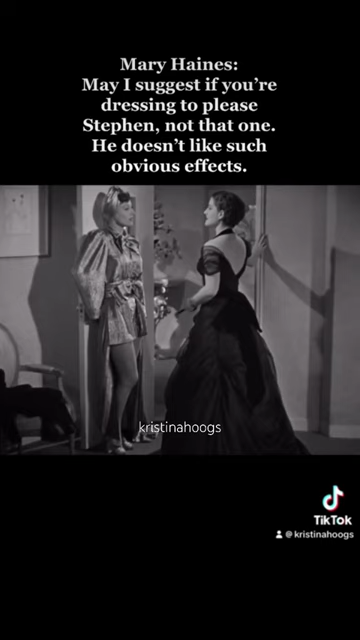 Mary Haines:
May I suggest if you're
dressing to please
Stephen, not that one.
He doesn't like such
obvious effects.
kristinahoogs
TikTok
@kristinahoogs